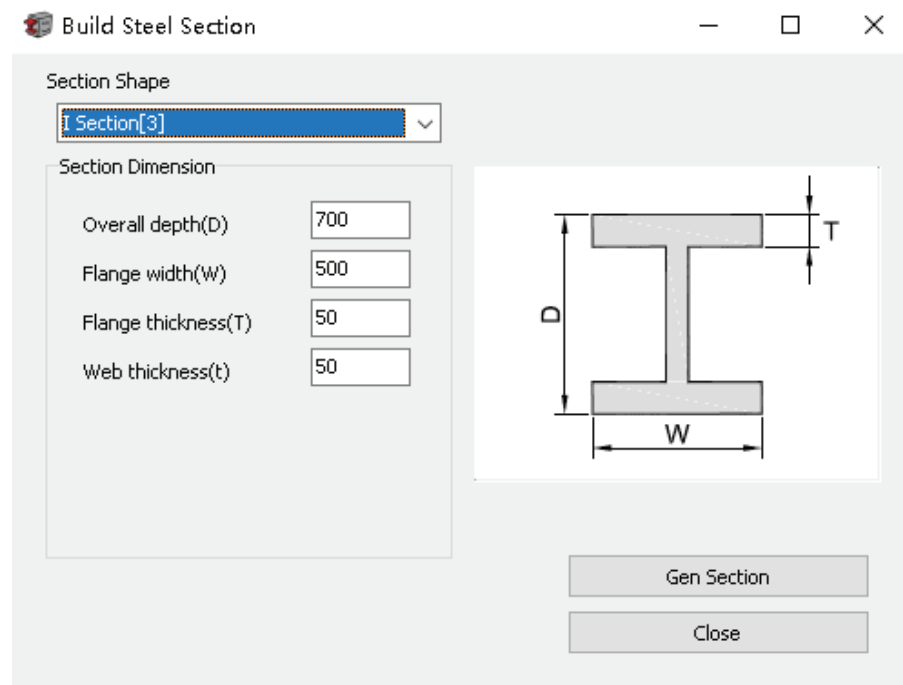 Build Steel Section
Section Shape
I Section[3]
Section Dimension
Overall depth(D) 700
Flange width(W) 500
Flange thickness(T) 50
Web thickness(t) 50
T
D
W
Gen Section
Close